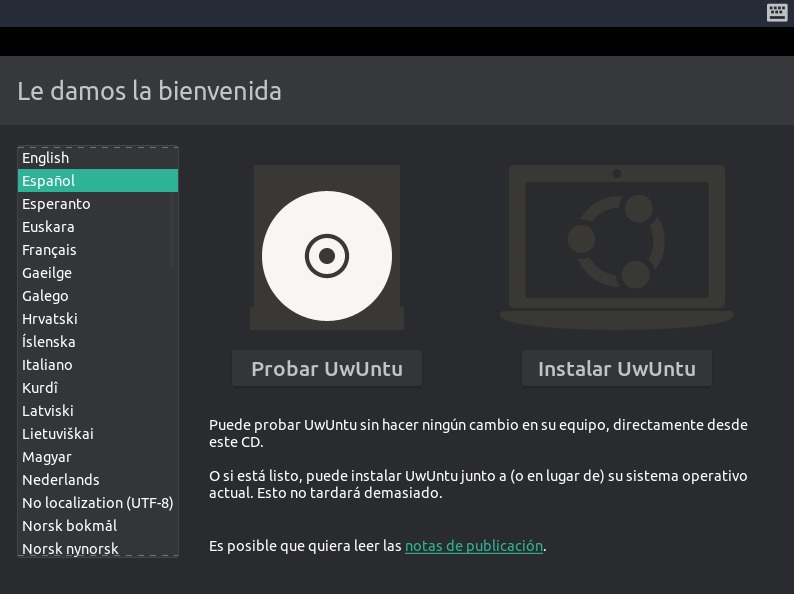 Le damos la bienvenida
English
Español
Esperanto
Euskara
Français
Gaeilge
Galego
Hrvatski
Íslenska
Italiano
Kurdî
Latviski
Lietuviškai
Magyar
Nederlands
No localization (UTF-8)
Norsk bokmål
Norsk nynorsk
Probar UwUntu
Instalar UwUntu
Puede probar UwUntu sin hacer ningún cambio en su equipo, directamente desde
este CD.
O si está listo, puede instalar UwUntu junto a (o en lugar de) su sistema operativo
actual. Esto no tardará demasiado.
Es posible que quiera leer las notas de publicación.